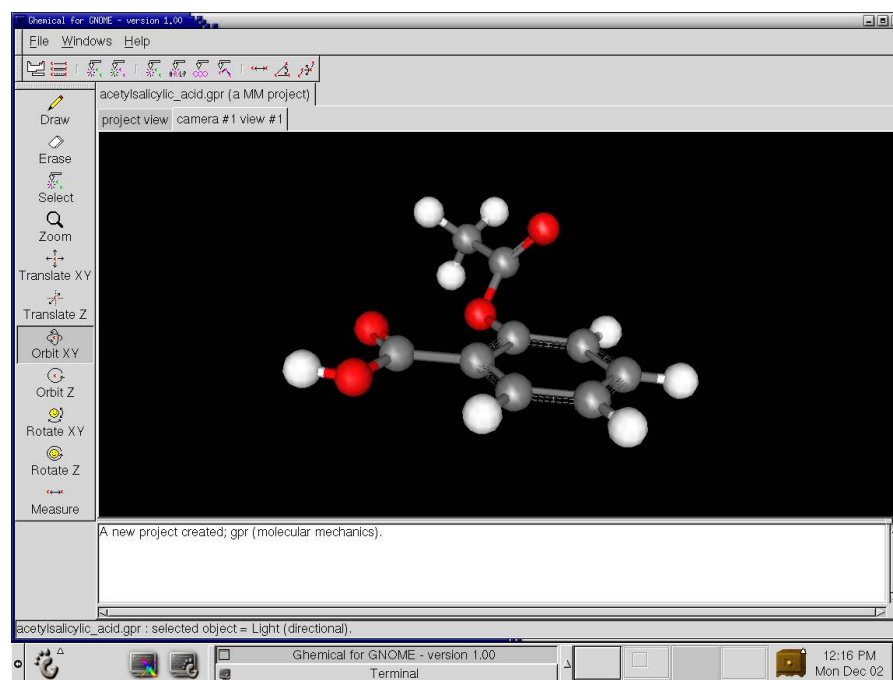 Ghemical for GNOME - version 1.00
File Windows Help
acetylsalicylic_acid.gpr (a MM project)
project view camera #1 view #1
Draw
Erase
Select
Zoom
Translate XY
Translate Z
Orbit XY
Orbit Z
Rotate XY
Rotate Z
Measure
A new project created; gpr (molecular mechanics).
acetylsalicylic_acid.gpr : selected object = Light (directional).
Ghemical for GNOME - version 1.00
Terminal
12:16 PM
Mon Dec 02